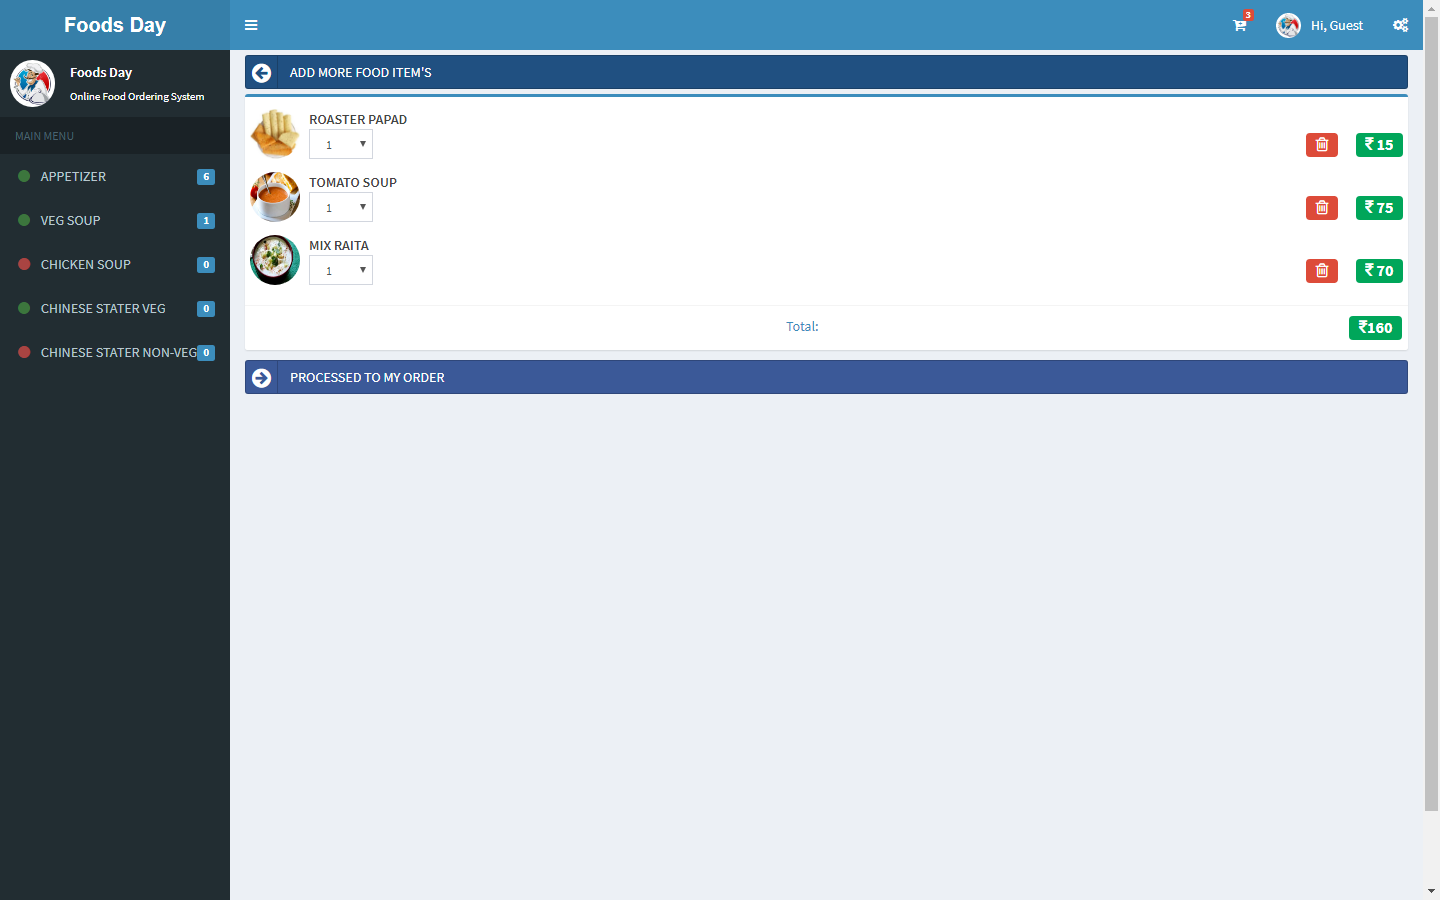 Foods Day
3
Hi, Guest
Foods Day
Online Food Ordering System
MAIN MENU
APPETIZER 6
VEG SOUP 1
CHICKEN SOUP 0
CHINESE STATER VEG 0
CHINESE STATER NON-VEG 0
ADD MORE FOOD ITEM'S
ROASTER PAPAD
1
₹ 15
TOMATO SOUP
1
₹ 75
MIX RAITA
1
₹ 70
Total: ₹160
PROCESSED TO MY ORDER